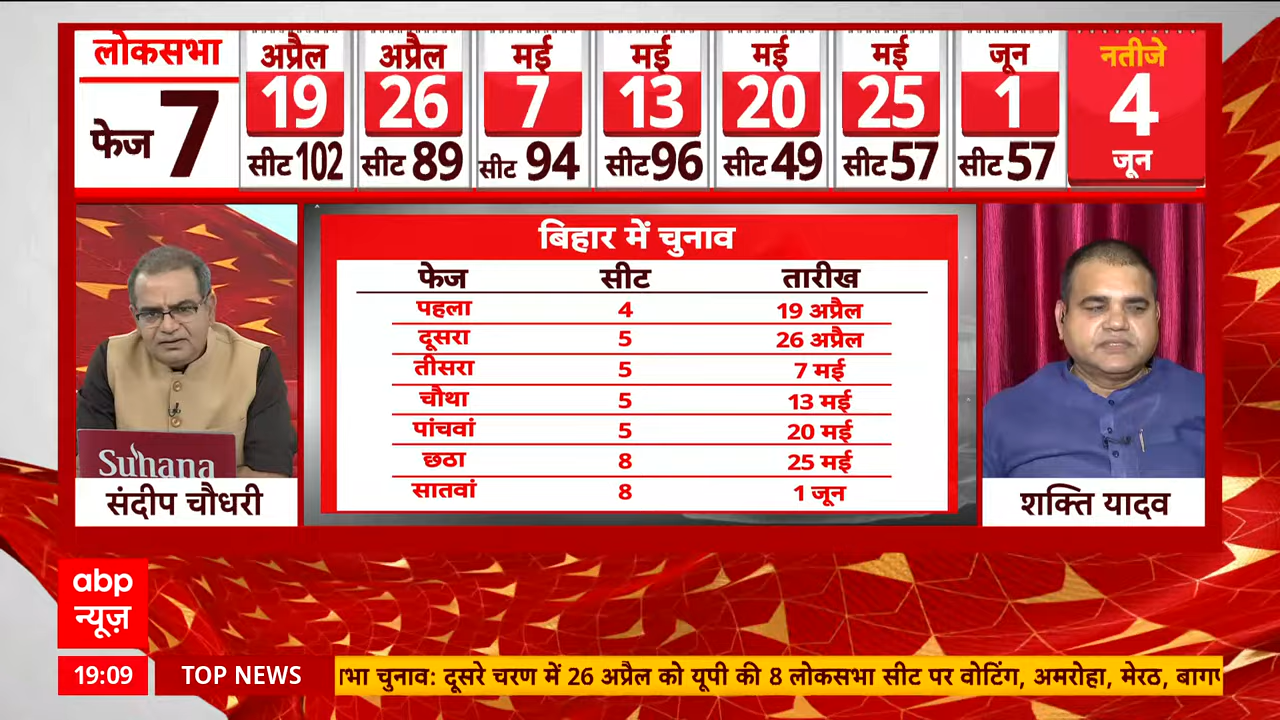 लोकसभा
फेज 7
अप्रैल 19 सीट 102
अप्रैल 26 सीट 89
मई 7 सीट 94
मई 13 सीट 96
मई 20 सीट 49
मई 25 सीट 57
जून 1 सीट 57
नतीजे 4 जून
बिहार में चुनाव
फेज सीट तारीख
पहला 4 19 अप्रैल
दूसरा 5 26 अप्रैल
तीसरा 5 7 मई
चौथा 5 13 मई
पांचवां 5 20 मई
छठा 8 25 मई
सातवां 8 1 जून
Suhana
संदीप चौधरी
शक्ति यादव
abp
न्यूज़
19:09 TOP NEWS
भा चुनाव: दूसरे चरण में 26 अप्रैल को यूपी की 8 लोकसभा सीट पर वोटिंग, अमरोहा, मेरठ,